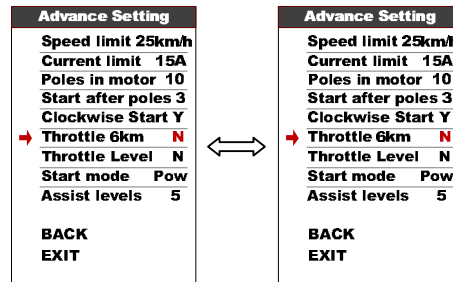 Advance Setting
Speed limit 25km/h
Current limit 15A
Poles in motor 10
Start after poles 3
Clockwise Start Y
Throttle 6km N
Throttle Level N
Start mode Pow
Assist levels 5
BACK
EXIT
Advance Setting
Speed limit 25km/
Current limit 15A
Poles in motor 10
Start after poles 3
Clockwise Start Y
Throttle 6km N
Throttle Level N
Start mode Pow
Assist levels 5
BACK
EXIT